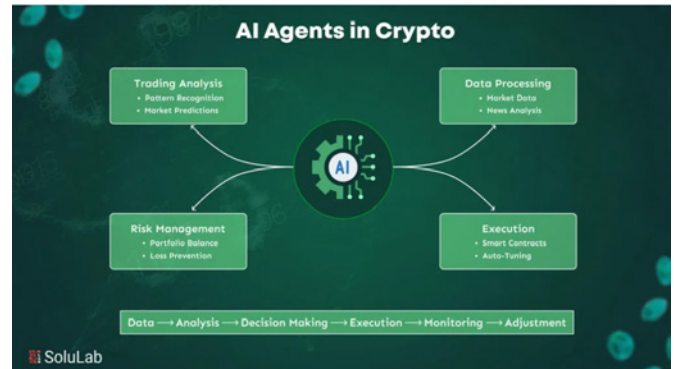 AI Agents in Crypto
Trading Analysis
• Pattern Recognition
• Market Predictions
Data Processing
• Market Data
• News Analysis
AI
Risk Management
• Portfolio Balance
• Loss Prevention
Execution
• Smart Contracts
• Auto-Tuning
Data → Analysis → Decision Making → Execution → Monitoring → Adjustment
SoluLab